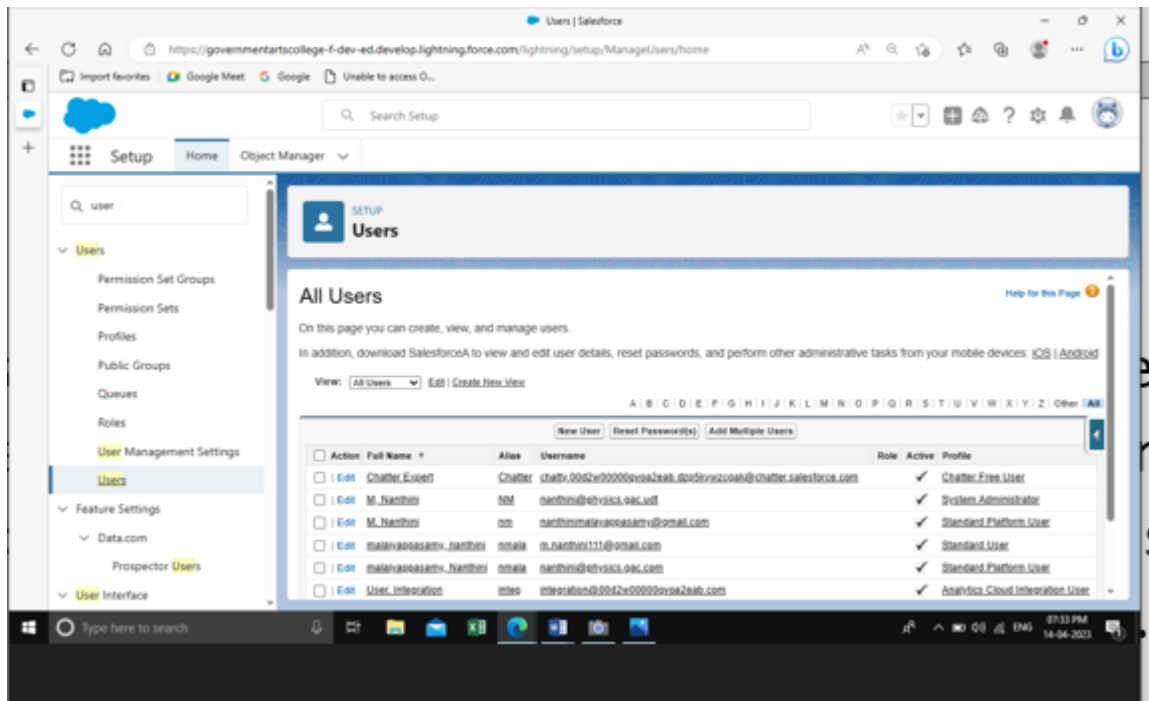 Users | Salesforce
https://governmentartscollege-f-dev-ed.develop.lightning.force.com/lightning/setup/ManageUsers/home
Import favorites Google Meet Google Unable to access O...
Search Setup
Setup Home Object Manager
user
SETUP
Users
Users
Permission Set Groups
Permission Sets
Profiles
Public Groups
Queues
Roles
User Management Settings
Users
Feature Settings
Data.com
Prospector Users
User Interface
All Users
Help for this Page
On this page you can create, view, and manage users.
In addition, download SalesforceA to view and edit user details, reset passwords, and perform other administrative tasks from your mobile devices: iOS | Android
View: All Users Edit | Create New View
A | B | C | D | E | F | G | H | I | J | K | L | M | N | O | P | Q | R | S | T | U | V | W | X | Y | Z | Other All
New User Reset Password(s) Add Multiple Users
Action Full Name Alias Username Role Active Profile
Edit Chatter Expert Chatter Chatter Free User
Edit M, Nanthini NM nanthini@physics.gac.udt System Administrator
Edit M, Nanthini nm nanthinimalayappasamy@gmail.com Standard Platform User
Edit malaiyappasamy, nanthini nmala m.nanthini111@gmail.com Standard User
Edit malaiyappasamy, Nanthini nmala nanthini@physics.gac.com Standard Platform User
Edit User, Integration integ integration@00d2w00000gvoa2eab.com Analytics Cloud Integration User
Type here to search
ENG
07:33 PM
14-04-2023